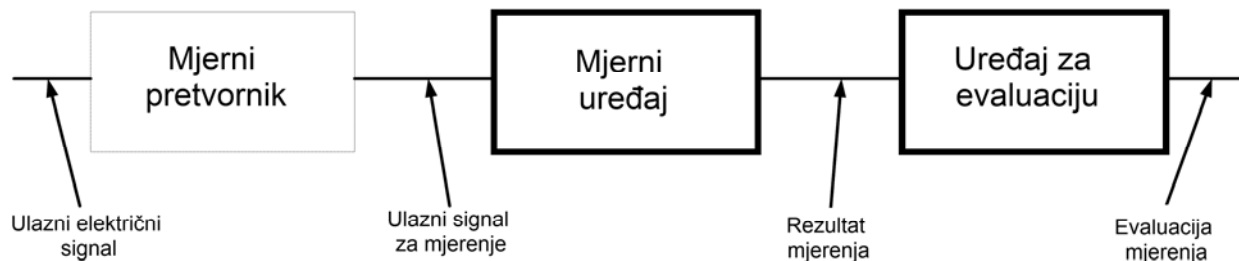 Mjerni
pretvornik
Mjerni
uređaj
Uređaj za
evaluaciju
Ulazni električni
signal
Ulazni signal
za mjerenje
Rezultat
mjerenja
Evaluacija
mjerenja